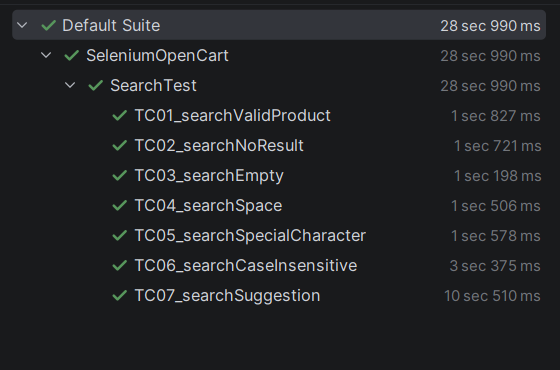 Default Suite 28 sec 990 ms
SeleniumOpenCart 28 sec 990 ms
SearchTest 28 sec 990 ms
TC01_searchValidProduct 1 sec 827 ms
TC02_searchNoResult 1 sec 721 ms
TC03_searchEmpty 1 sec 198 ms
TC04_searchSpace 1 sec 506 ms
TC05_searchSpecialCharacter 1 sec 578 ms
TC06_searchCaseInsensitive 3 sec 375 ms
TC07_searchSuggestion 10 sec 510 ms